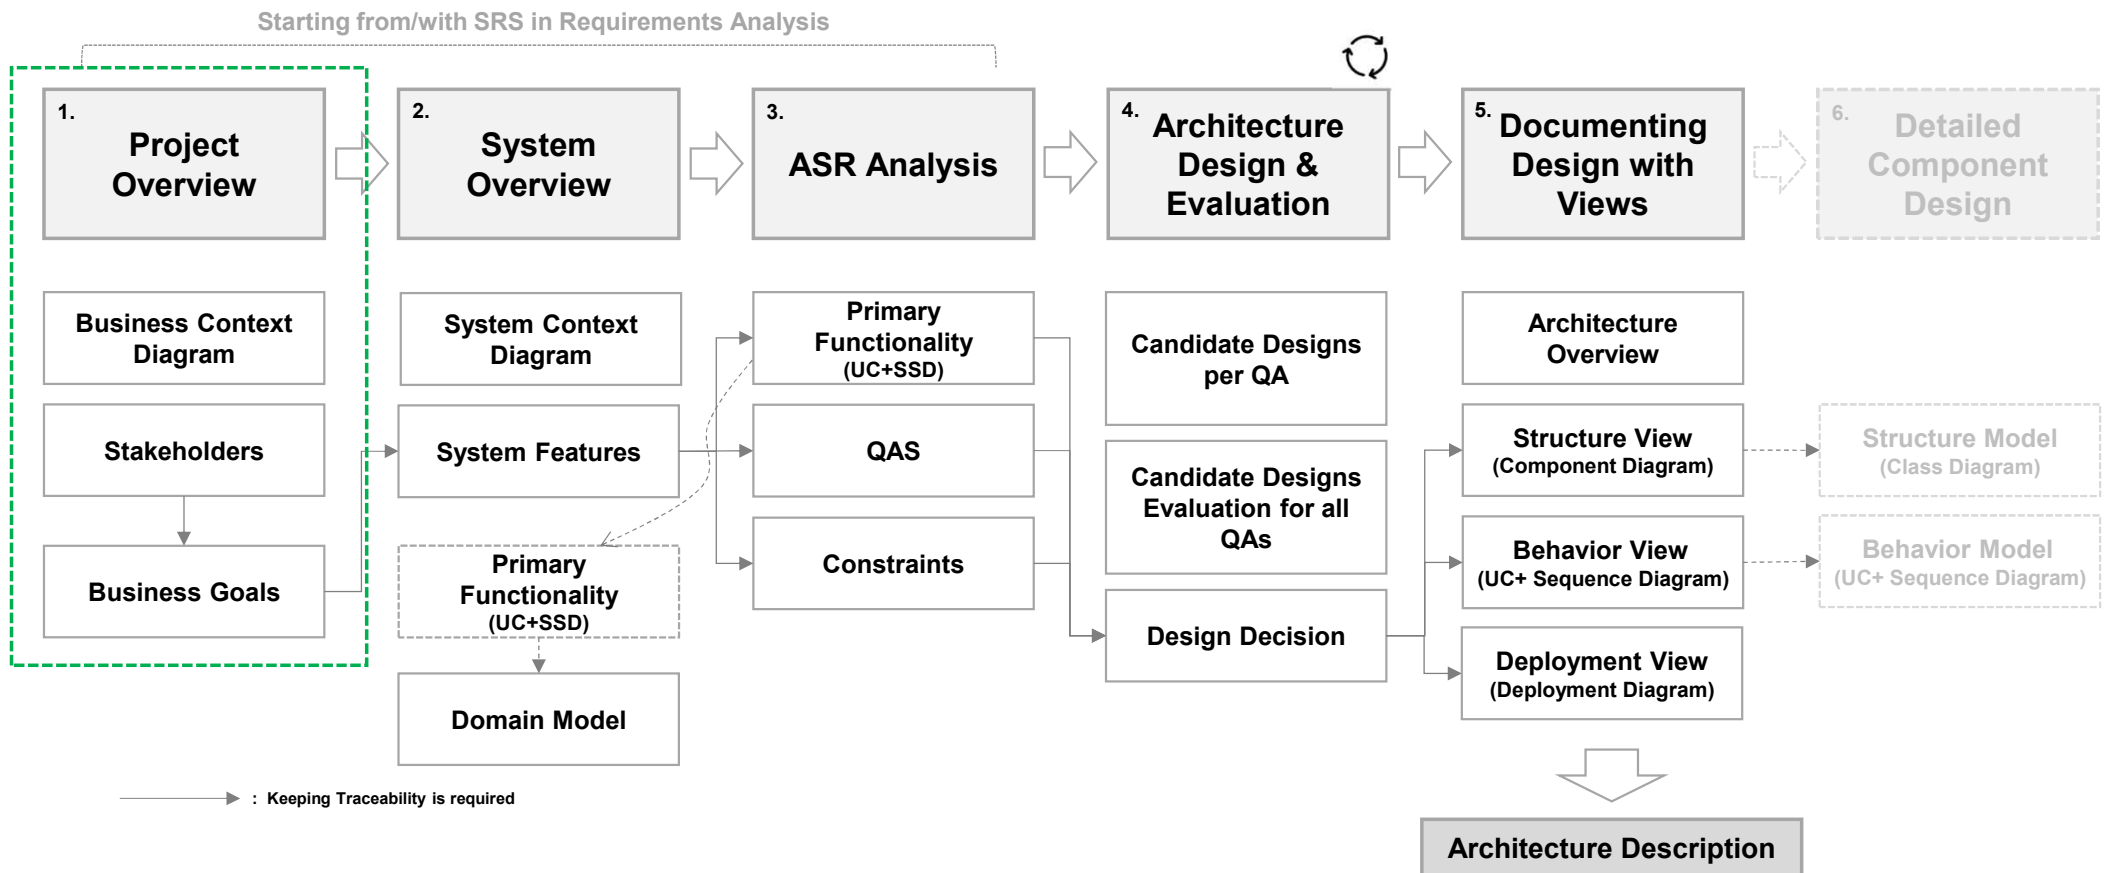 Starting from/with SRS in Requirements Analysis
1.
Project
Overview
2.
System
Overview
3.
ASR Analysis
4.
Architecture
Design &
Evaluation
5.
Documenting
Design with
Views
6.
Detailed
Component
Design
Business Context
Diagram
Stakeholders
Business Goals
System Context
Diagram
System Features
Primary
Functionality
(UC+SSD)
Domain Model
Primary
Functionality
(UC+SSD)
QAS
Constraints
Candidate Designs
per QA
Candidate Designs
Evaluation for all
QAs
Design Decision
Architecture
Overview
Structure View
(Component Diagram)
Behavior View
(UC+ Sequence Diagram)
Deployment View
(Deployment Diagram)
Structure Model
(Class Diagram)
Behavior Model
(UC+ Sequence Diagram)
: Keeping Traceability is required
Architecture Description